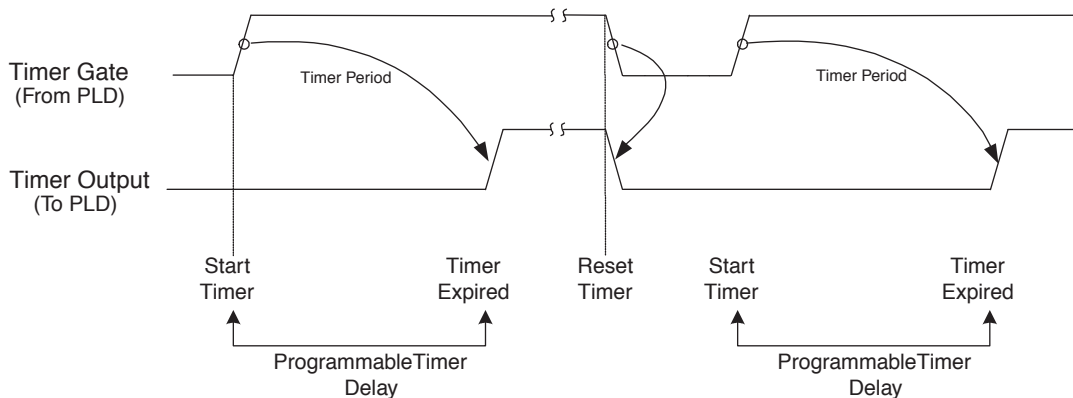 Timer Gate
(From PLD)
Timer Period
Timer Period
Timer Output
(To PLD)
Start
Timer
Timer
Expired
Reset
Timer
Start
Timer
Timer
Expired
ProgrammableTimer
Delay
ProgrammableTimer
Delay